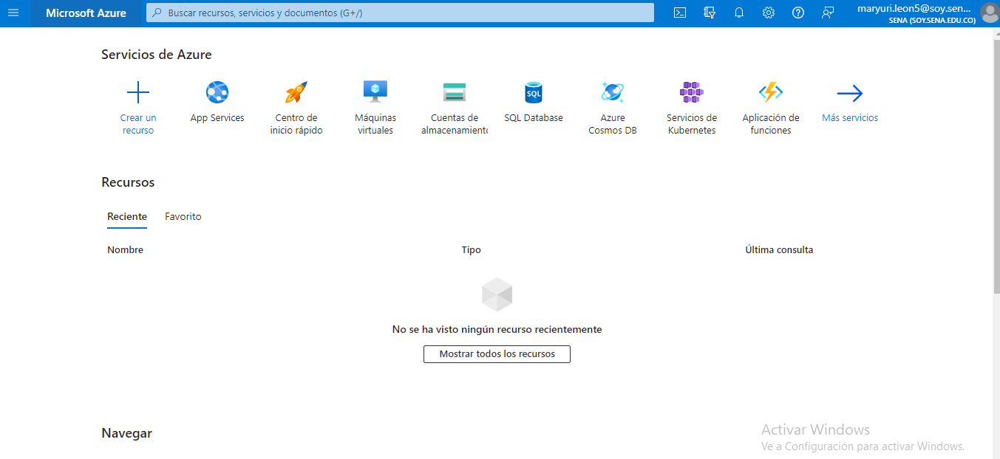 Microsoft Azure
Buscar recursos, servicios y documentos (G+/)
maryuri.leon5@soy.sen...
SENA (SOY.SENA.EDU.CO)
Servicios de Azure
Crear un
recurso
App Services
Centro de
inicio rápido
Máquinas
virtuales
Cuentas de
almacenamiento
SQL
SQL Database
Azure
Cosmos DB
Servicios de
Kubernetes
Aplicación de
funciones
Más servicios
Recursos
Reciente
Favorito
Nombre
Tipo
Última consulta
No se ha visto ningún recurso recientemente
Mostrar todos los recursos
Navegar
Activar Windows
Ve a Configuración para activar Windows.